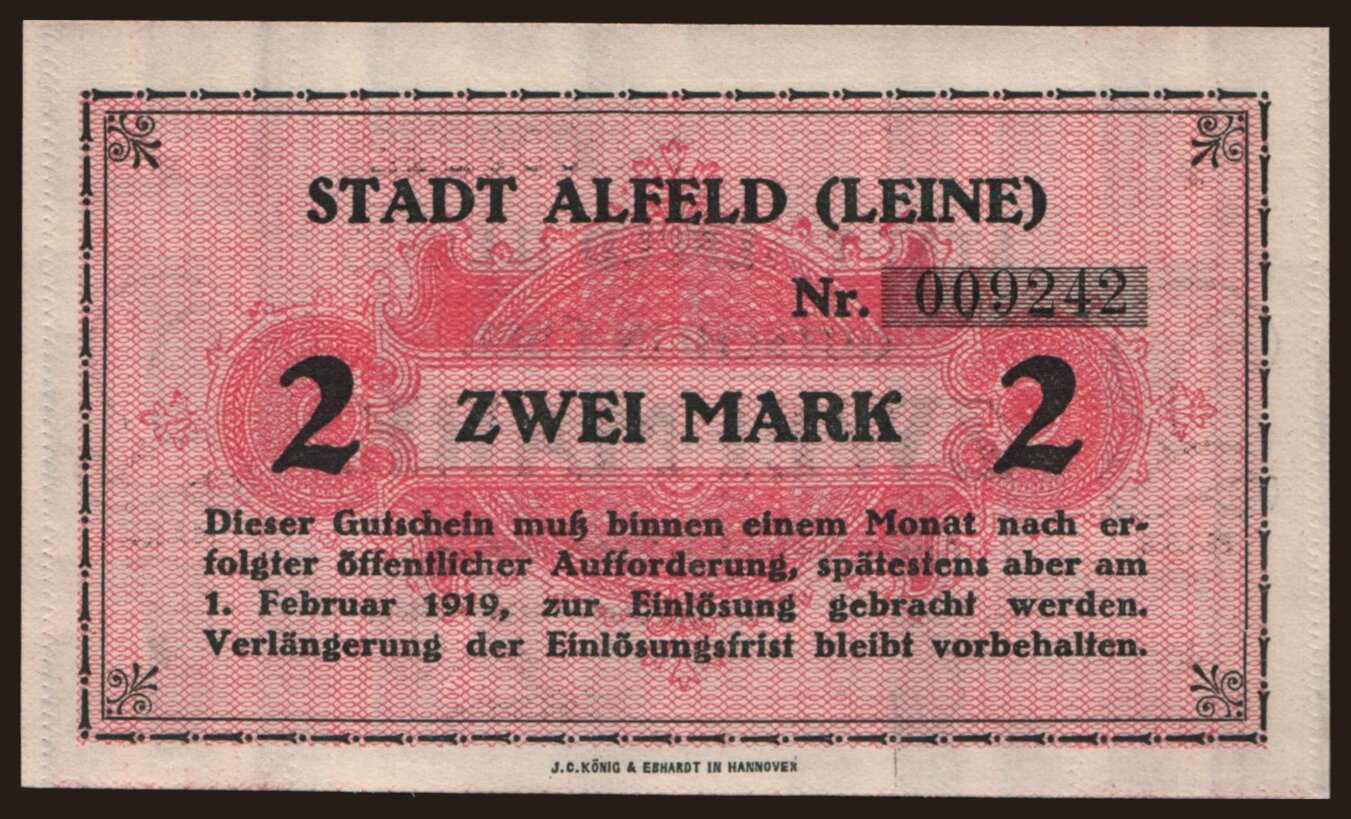 STADT ALFELD (LEINE)
Nr. 009242
2 ZWEI MARK 2
Dieser Gutschein muß binnen einem Monat nach er-
folgter öffentlicher Aufforderung, spätestens aber am
1. Februar 1919, zur Einlösung gebracht werden.
Verlängerung der Einlösungsfrist bleibt vorbehalten.
J.C.KÖNIG & EBHARDT IN HANNOVER